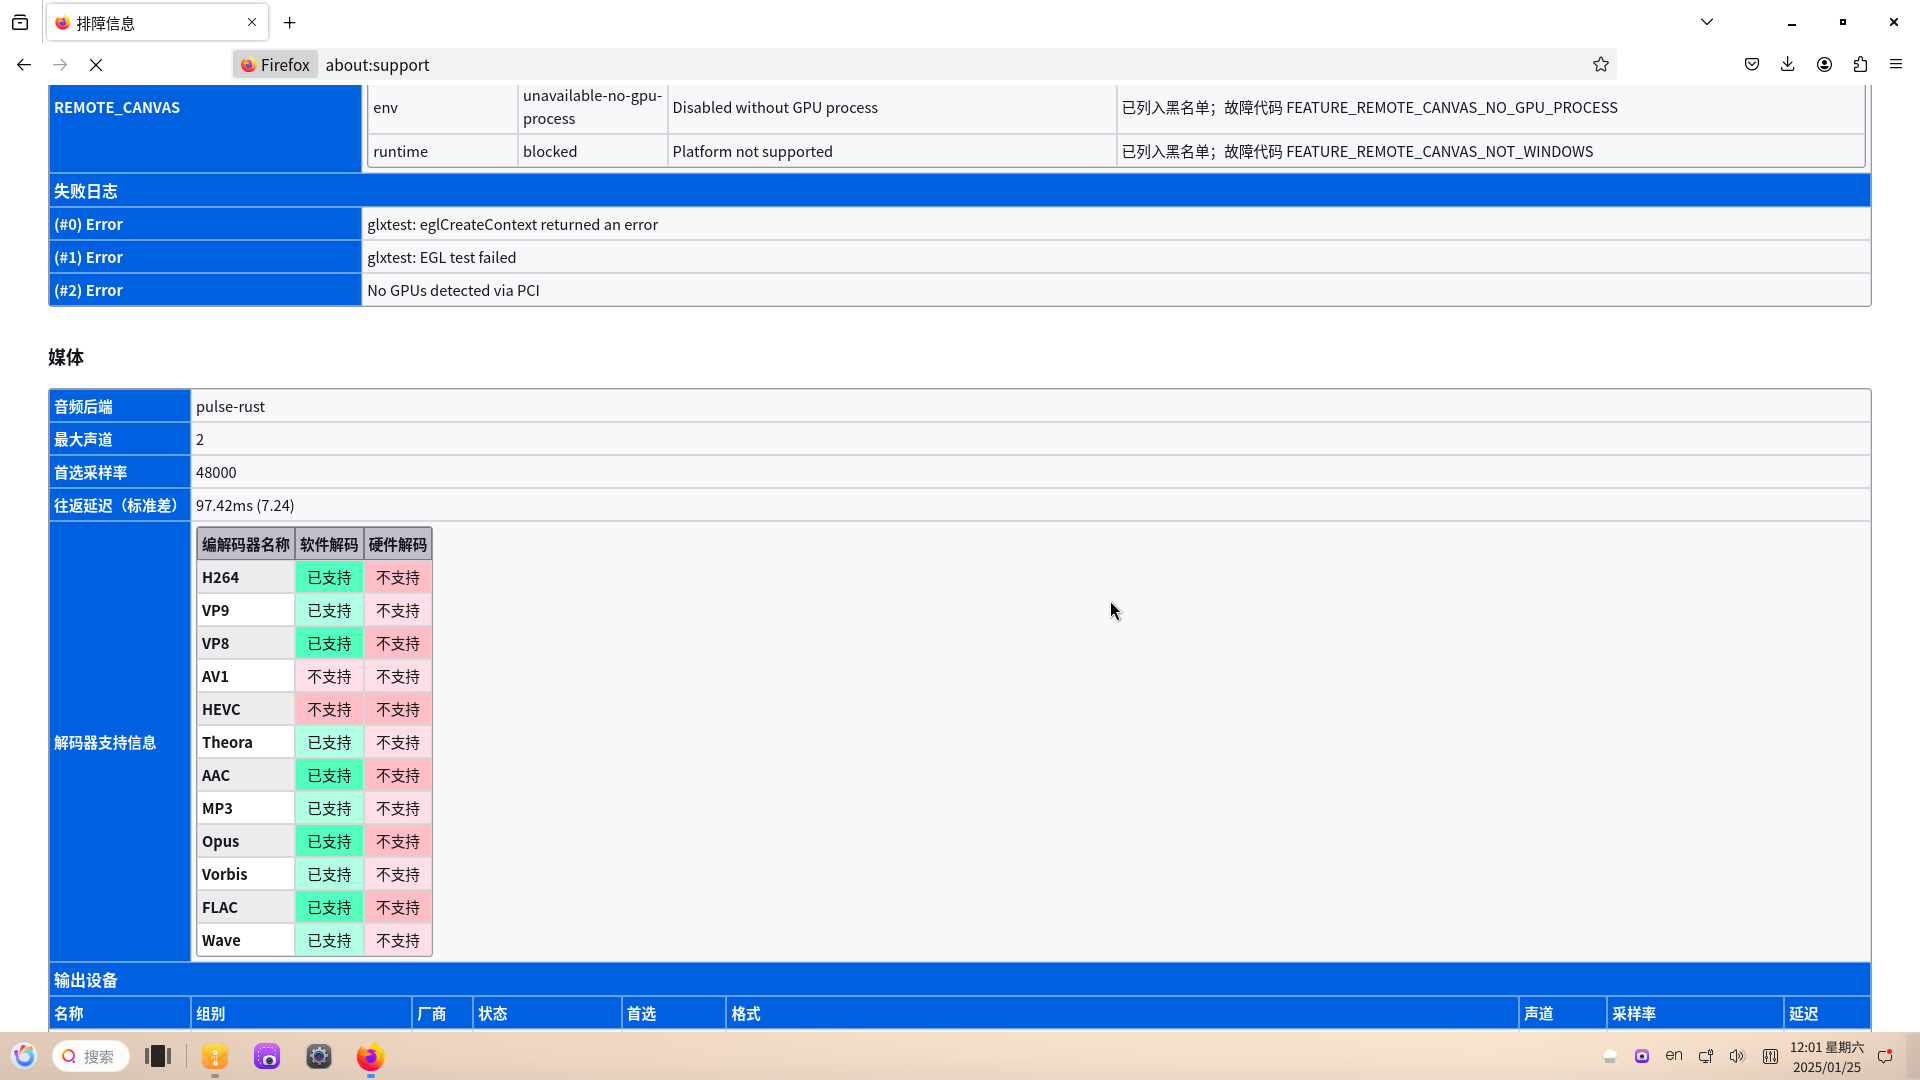 排障信息
Firefox about:support
REMOTE_CANVAS
env unavailable-no-gpu-process Disabled without GPU process 已列入黑名单；故障代码 FEATURE_REMOTE_CANVAS_NO_GPU_PROCESS
runtime blocked Platform not supported 已列入黑名单；故障代码 FEATURE_REMOTE_CANVAS_NOT_WINDOWS
失败日志
(#0) Error glxtest: eglCreateContext returned an error
(#1) Error glxtest: EGL test failed
(#2) Error No GPUs detected via PCI
媒体
音频后端 pulse-rust
最大声道 2
首选采样率 48000
往返延迟（标准差） 97.42ms (7.24)
解码器支持信息
编解码器名称 软件解码 硬件解码
H264 已支持 不支持
VP9 已支持 不支持
VP8 已支持 不支持
AV1 不支持 不支持
HEVC 不支持 不支持
Theora 已支持 不支持
AAC 已支持 不支持
MP3 已支持 不支持
Opus 已支持 不支持
Vorbis 已支持 不支持
FLAC 已支持 不支持
Wave 已支持 不支持
输出设备
名称 组别 厂商 状态 首选 格式 声道 采样率 延迟
搜索 en 12:01 星期六
2025/01/25